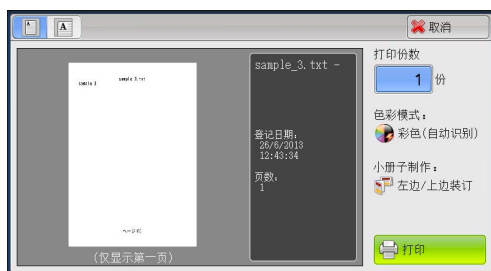 A
A
取消
sample_3.txt -
登记日期：
26/6/2013
12:43:34
页数：
1
sample 3
sample 3.txt
(仅显示第一页)
打印份数
1 份
色彩模式：
彩色(自动识别)
小册子制作：
左边/上边装订
打印